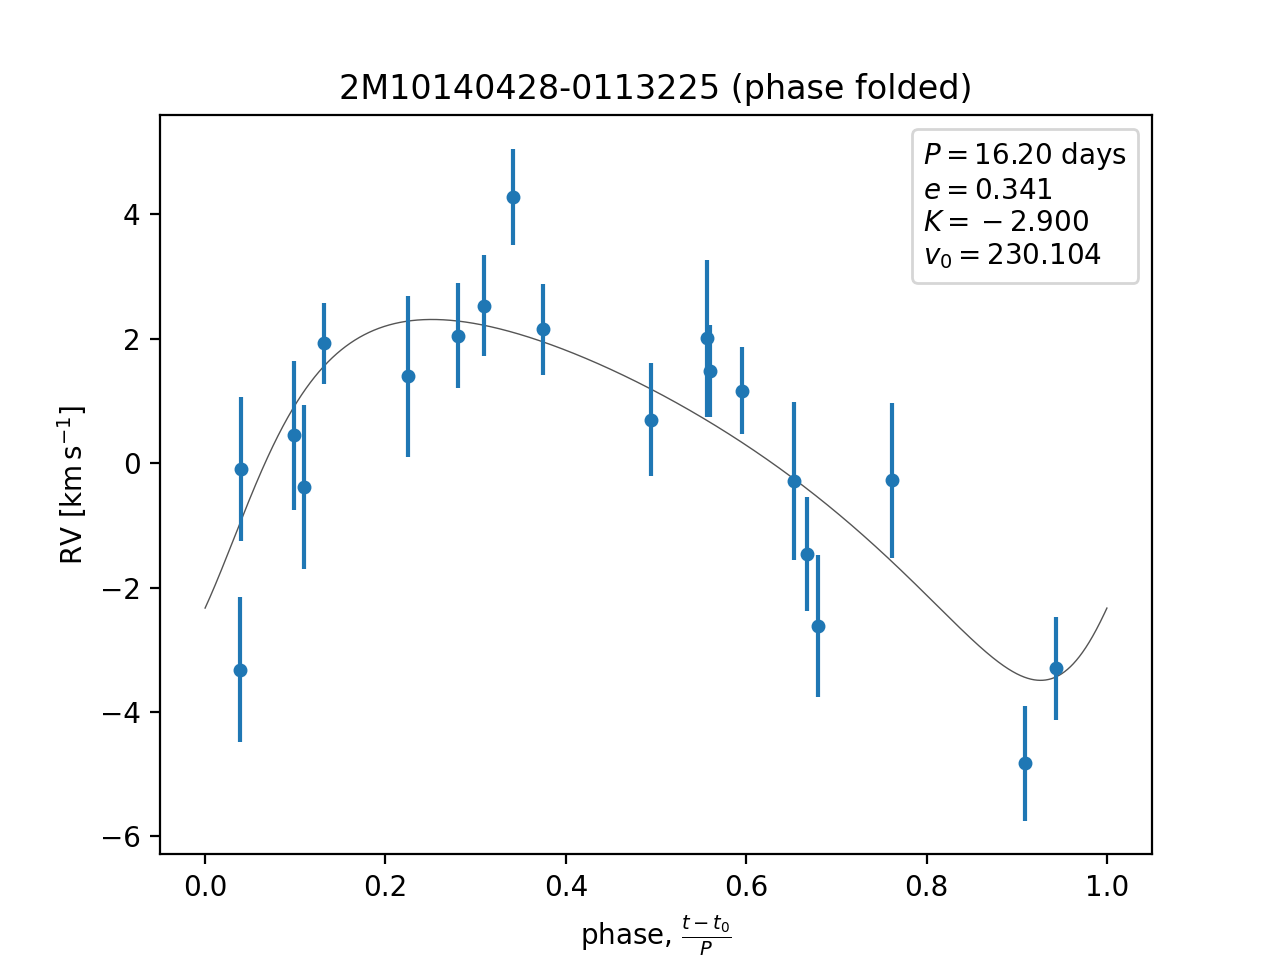 2M10140428-0113225 (phase folded)
P = 16.20 days
e = 0.341
K = − 2.900
v₀ = 230.104
RV [km s⁻¹]
4
2
0
−2
−4
−6
0.0 0.2 0.4 0.6 0.8 1.0
phase, (t − t₀)/P